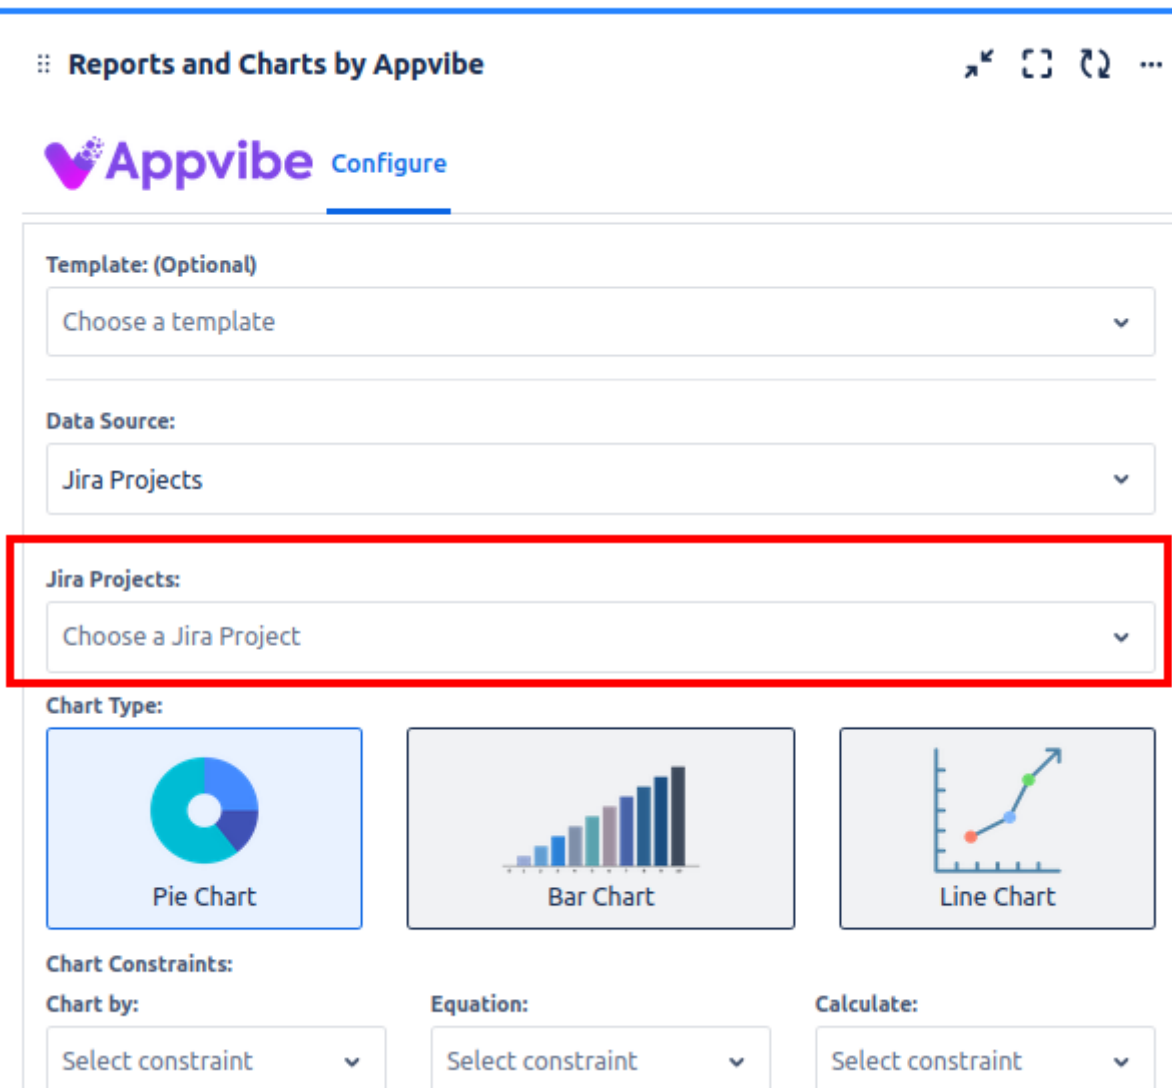 Reports and Charts by Appvibe
Appvibe Configure
Template: (Optional)
Choose a template
Data Source:
Jira Projects
Jira Projects:
Choose a Jira Project
Chart Type:
Pie Chart Bar Chart Line Chart
Chart Constraints:
Chart by: Equation: Calculate:
Select constraint Select constraint Select constraint